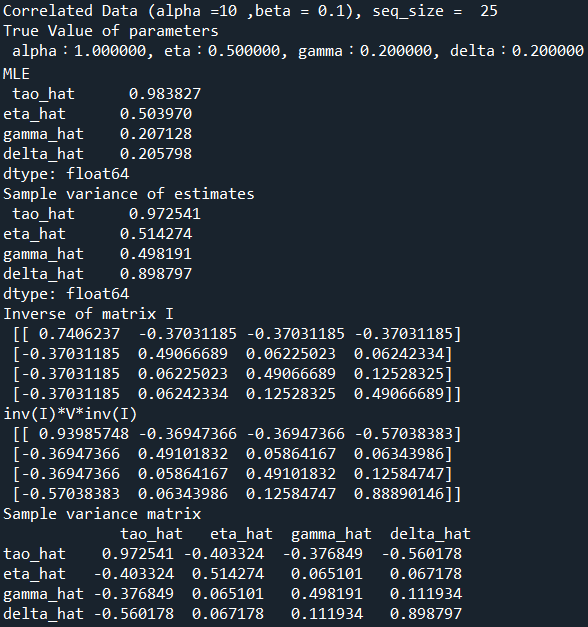 Correlated Data (alpha =10 ,beta = 0.1), seq_size =  25
True Value of parameters
 alpha：1.000000, eta：0.500000, gamma：0.200000, delta：0.200000
MLE
 tao_hat      0.983827
eta_hat      0.503970
gamma_hat    0.207128
delta_hat    0.205798
dtype: float64
Sample variance of estimates
 tao_hat      0.972541
eta_hat      0.514274
gamma_hat    0.498191
delta_hat    0.898797
dtype: float64
Inverse of matrix I
 [[ 0.7406237  -0.37031185 -0.37031185 -0.37031185]
 [-0.37031185  0.49066689  0.06225023  0.06242334]
 [-0.37031185  0.06225023  0.49066689  0.12528325]
 [-0.37031185  0.06242334  0.12528325  0.49066689]]
inv(I)*V*inv(I)
 [[ 0.93985748 -0.36947366 -0.36947366 -0.57038383]
 [-0.36947366  0.49101832  0.05864167  0.06343986]
 [-0.36947366  0.05864167  0.49101832  0.12584747]
 [-0.57038383  0.06343986  0.12584747  0.88890146]]
Sample variance matrix
             tao_hat   eta_hat  gamma_hat  delta_hat
tao_hat    0.972541 -0.403324  -0.376849  -0.560178
eta_hat   -0.403324  0.514274   0.065101   0.067178
gamma_hat -0.376849  0.065101   0.498191   0.111934
delta_hat -0.560178  0.067178   0.111934   0.898797